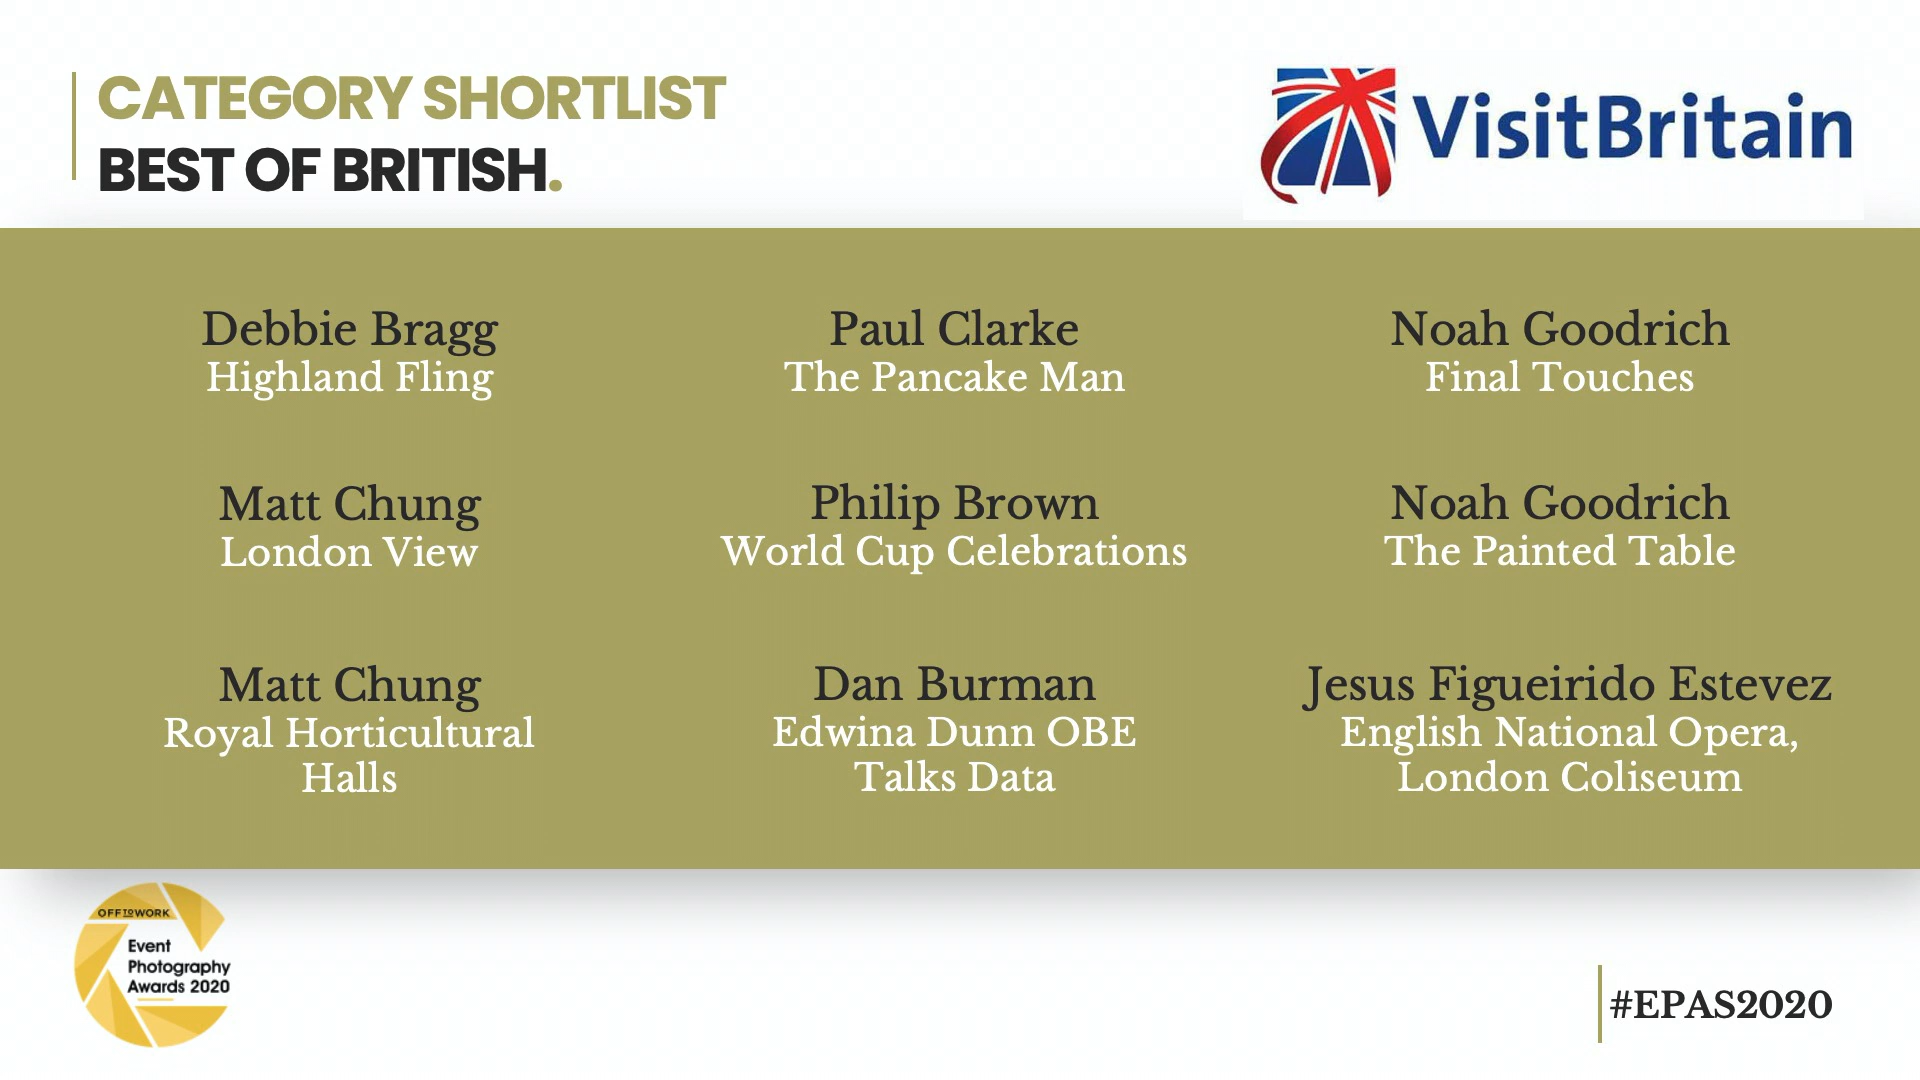 CATEGORY SHORTLIST
BEST OF BRITISH.
VisitBritain
Debbie Bragg
Highland Fling
Paul Clarke
The Pancake Man
Noah Goodrich
Final Touches
Matt Chung
London View
Philip Brown
World Cup Celebrations
Noah Goodrich
The Painted Table
Matt Chung
Royal Horticultural
Halls
Dan Burman
Edwina Dunn OBE
Talks Data
Jesus Figueirido Estevez
English National Opera,
London Coliseum
OFF TO WORK
Event
Photography
Awards 2020
#EPAS2020